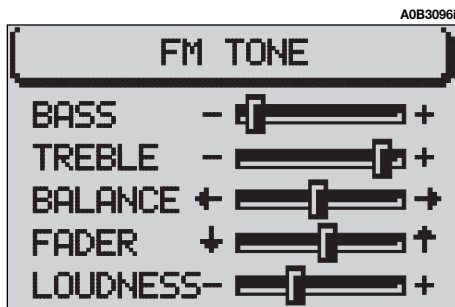 A0B3096i
FM TONE
BASS - +
TREBLE - +
BALANCE ← →
FADER ↓ ↑
LOUDNESS- +